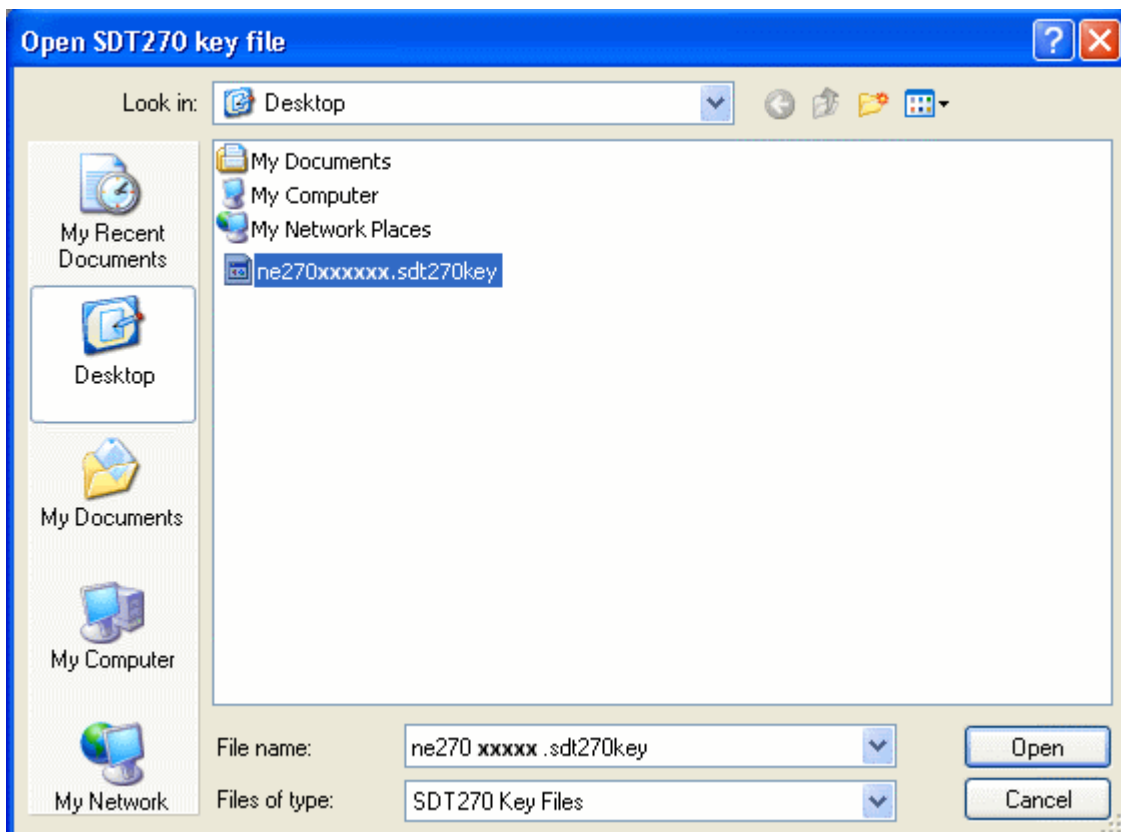 Open SDT270 key file
Look in:
Desktop
My Recent
Documents
Desktop
My Documents
My Computer
My Network
My Documents
My Computer
My Network Places
ne270xxxxxx.sdt270key
File name:
ne270 xxxxx .sdt270key
Open
Files of type:
SDT270 Key Files
Cancel